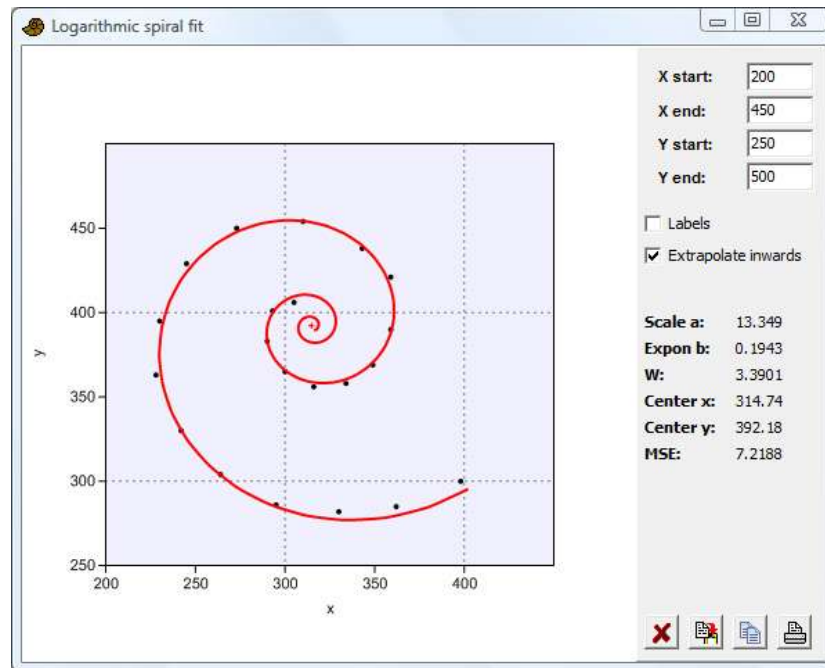 Logarithmic spiral fit
X start: 200
X end: 450
Y start: 250
Y end: 500
Labels
Extrapolate inwards
Scale a: 13.349
Expon b: 0.1943
W: 3.3901
Center x: 314.74
Center y: 392.18
MSE: 7.2188
450
400
350
300
250
y
200 250 300 350 400
x